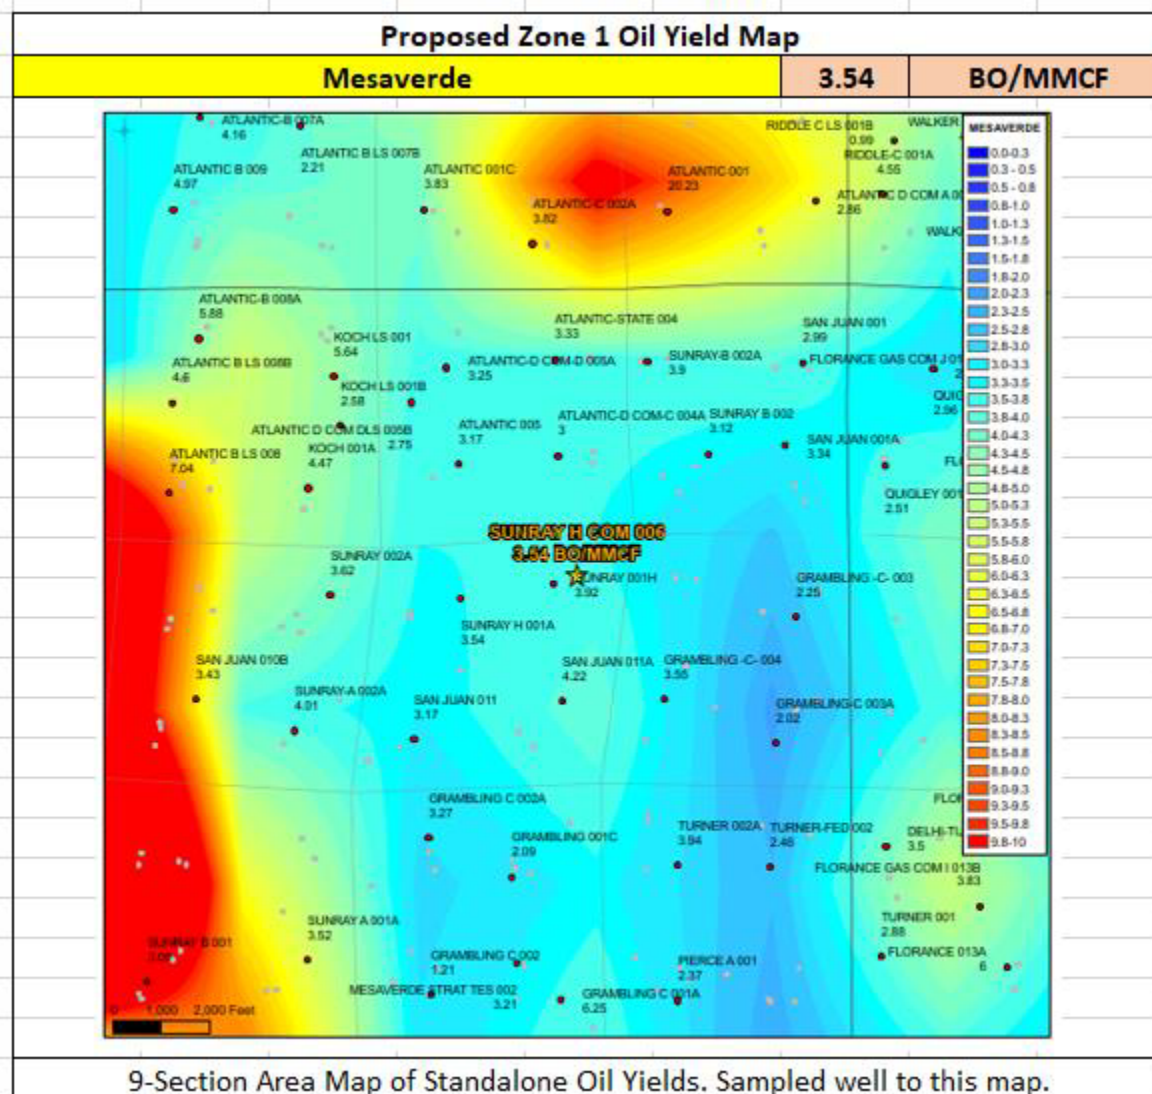 Proposed Zone 1 Oil Yield Map
Mesaverde 3.54 BO/MMCF
ATLANTIC-B 007A
4.16
ATLANTIC B LS 007B
2.21
ATLANTIC B 009
4.97
ATLANTIC 001C
3.83
ATLANTIC-C 002A
3.82
ATLANTIC 001
20.23
RIDDLE C LS 001B
0.99
WALKER
RIDDLE-C 001A
4.55
ATLANTIC D COM A
2.86
ATLANTIC-B 008A
5.88
KOCH LS 001
5.64
ATLANTIC B LS 008B
4.6
KOCH LS 001B
2.58
ATLANTIC-STATE 004
3.33
ATLANTIC-D COM-D 005A
3.25
SUNRAY-B 002A
3.9
SAN JUAN 001
2.99
FLORANCE GAS COM J
2.96
ATLANTIC D COM DLS 005B
2.75
ATLANTIC 005
3.17
ATLANTIC-D COM-C 004A
3
SUNRAY B 002
3.12
SAN JUAN 001A
3.34
KOCH 001A
4.47
ATLANTIC B LS 008
7.04
QUIGLEY 001
2.51
SUNRAY H COM 006
3.54 BO/MMCF
SUNRAY 002A
3.62
SUNRAY 001H
3.92
GRAMBLING -C- 003
2.25
SUNRAY H 001A
3.54
SAN JUAN 010B
3.43
SUNRAY-A 002A
4.01
SAN JUAN 011
3.17
SAN JUAN 011A
4.22
GRAMBLING -C- 004
3.55
GRAMBLING-C 003A
2.02
GRAMBLING C 002A
3.27
GRAMBLING 001C
2.09
TURNER 002A
3.94
TURNER-FED 002
2.46
DELHI-TU
3.5
FLORANCE GAS COM I 013B
3.83
TURNER 001
2.88
FLORANCE 013A
6
SUNRAY A 001A
3.52
GRAMBLING C 002
1.21
MESAVERDE STRAT TES 002
3.21
GRAMBLING C 001A
6.25
PIERCE A 001
2.37
0 1,000 2,000 Feet
MESAVERDE
0.0-0.3
0.3 - 0.5
0.5 - 0.8
0.8-1.0
1.0-1.3
1.3-1.5
1.5-1.8
1.8-2.0
2.0-2.3
2.3-2.5
2.5-2.8
2.8-3.0
3.0-3.3
3.3-3.5
3.5-3.8
3.8-4.0
4.0-4.3
4.3-4.5
4.5-4.8
4.8-5.0
5.0-5.3
5.3-5.5
5.5-5.8
5.8-6.0
6.0-6.3
6.3-6.5
6.5-6.8
6.8-7.0
7.0-7.3
7.3-7.5
7.5-7.8
7.8-8.0
8.0-8.3
8.3-8.5
8.5-8.8
8.8-9.0
9.0-9.3
9.3-9.5
9.5-9.8
9.8-10
9-Section Area Map of Standalone Oil Yields. Sampled well to this map.